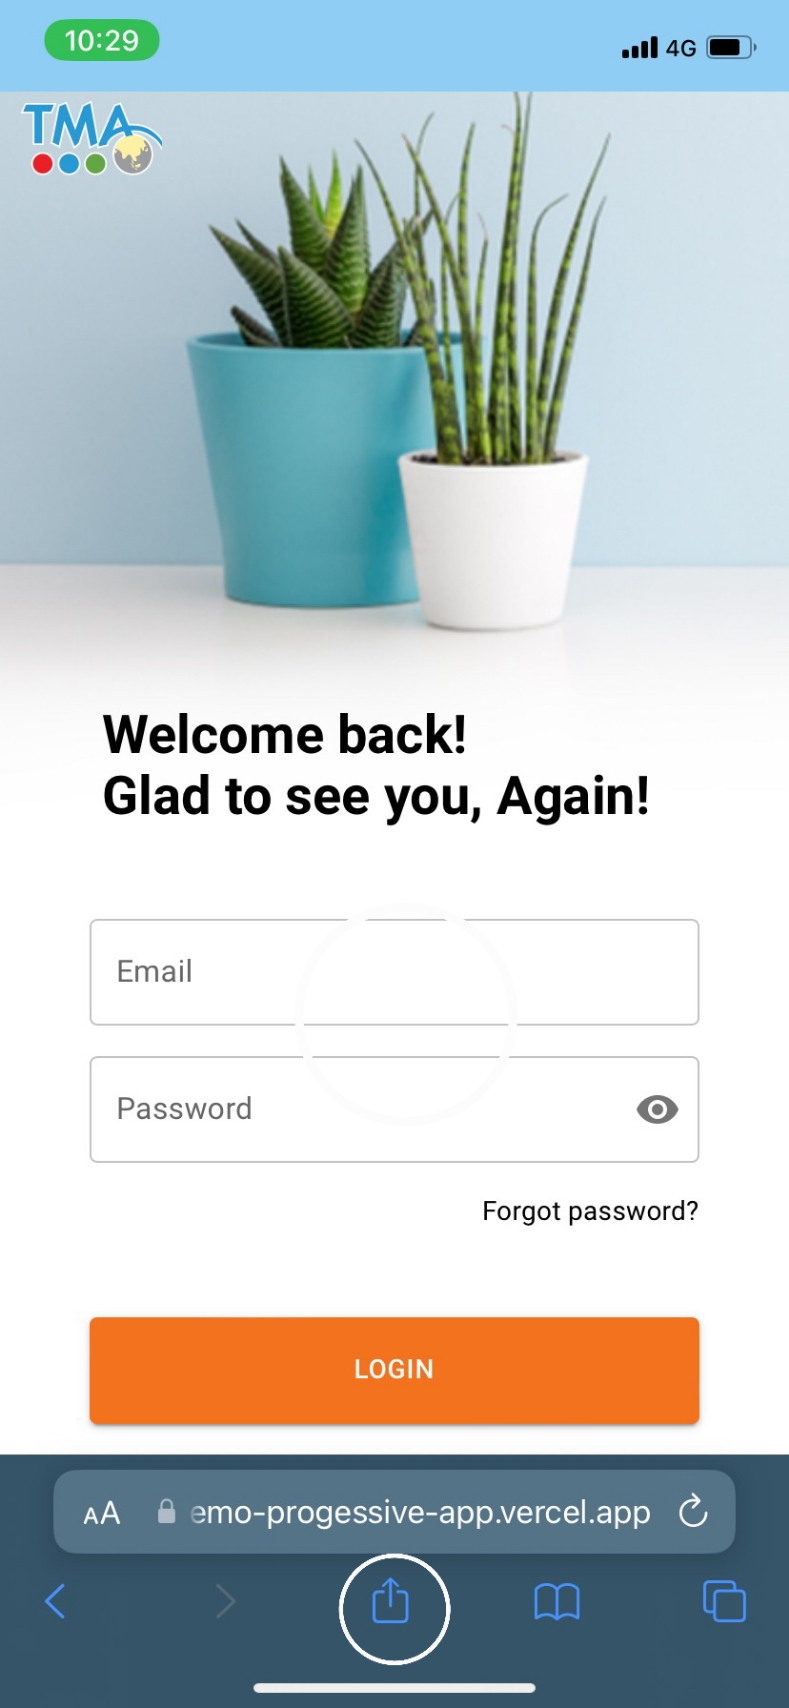 10:29
4G
TMA
Welcome back!
Glad to see you, Again!
Email
Password
Forgot password?
LOGIN
AA
emo-progessive-app.vercel.app